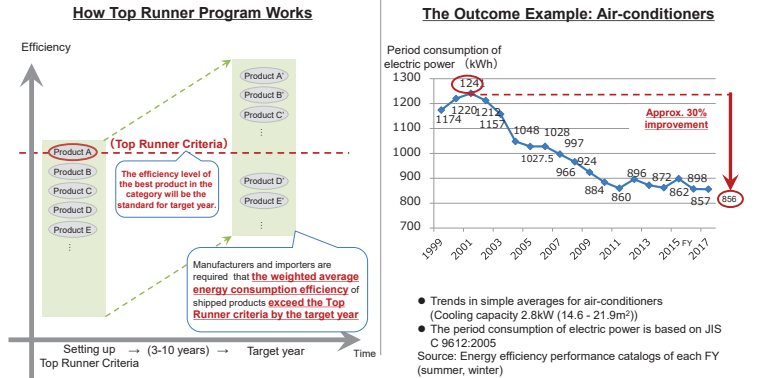 How Top Runner Program Works
Efficiency
Product A
Product B
Product C
Product D
Product E
⋮
(Top Runner Criteria)
The efficiency level of
the best product in the
category will be the
standard for target year.
Product A'
Product B'
Product C'
⋮
Product D'
Product E'
⋮
Manufacturers and importers are
required that the weighted average
energy consumption efficiency of
shipped products exceed the Top
Runner criteria by the target year
Setting up → (3-10 years) → Target year
Top Runner Criteria
Time
The Outcome Example: Air-conditioners
Period consumption of
electric power （kWh）
1300
1200
1100
1000
900
800
700
1174
1220
1241
1212
1157
1048
1027.5
1028
997
966
924
884
860
896
872
862
898
857
856
Approx. 30%
improvement
1999
2001
2003
2005
2007
2009
2011
2013
2015
FY
2017
● Trends in simple averages for air-conditioners
(Cooling capacity 2.8kW (14.6 - 21.9m²))
● The period consumption of electric power is based on JIS
C 9612:2005
Source: Energy efficiency performance catalogs of each FY
(summer, winter)